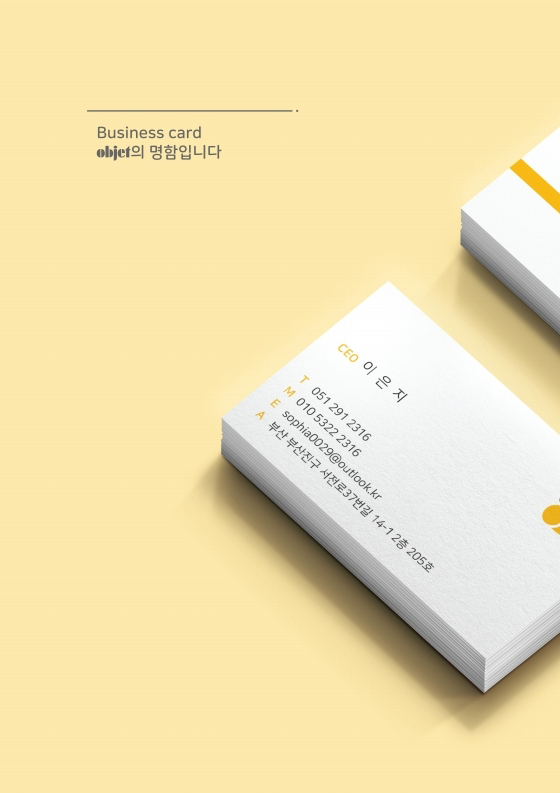 Business card
objet의 명함입니다
CEO 이은지
T 051 291 2316
M 010 5322 2316
E sophia0029@outlook.kr
A 부산 부산진구 서전로37번길 14-1 2층 205호